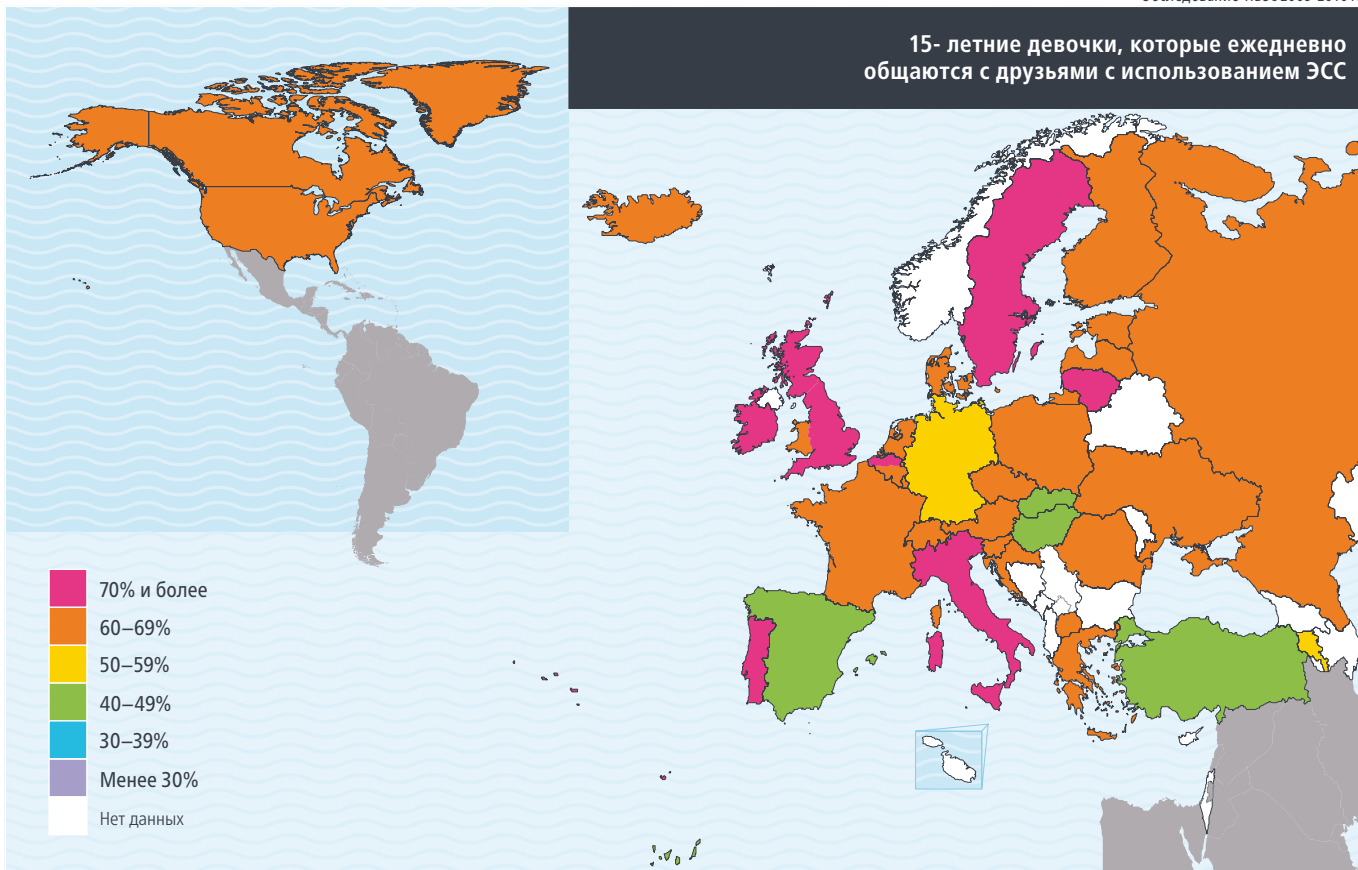 15- летние девочки, которые ежедневно
общаются с друзьями с использованием ЭСС
70% и более
60–69%
50–59%
40–49%
30–39%
Менее 30%
Нет данных